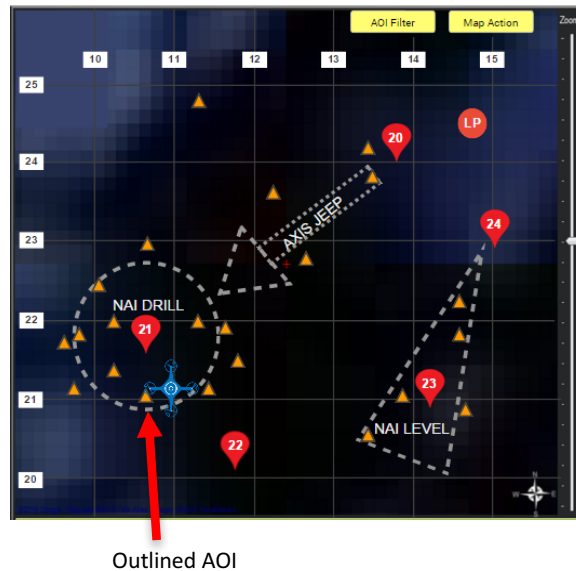 AOI Filter
Map Action
Zoom
10 11 12 13 14 15
25
LP
20
24
24
AXIS JEEP
23
NAI DRILL
22
21
23
21
NAI LEVEL
22
20
N
W E
S
Outlined AOI